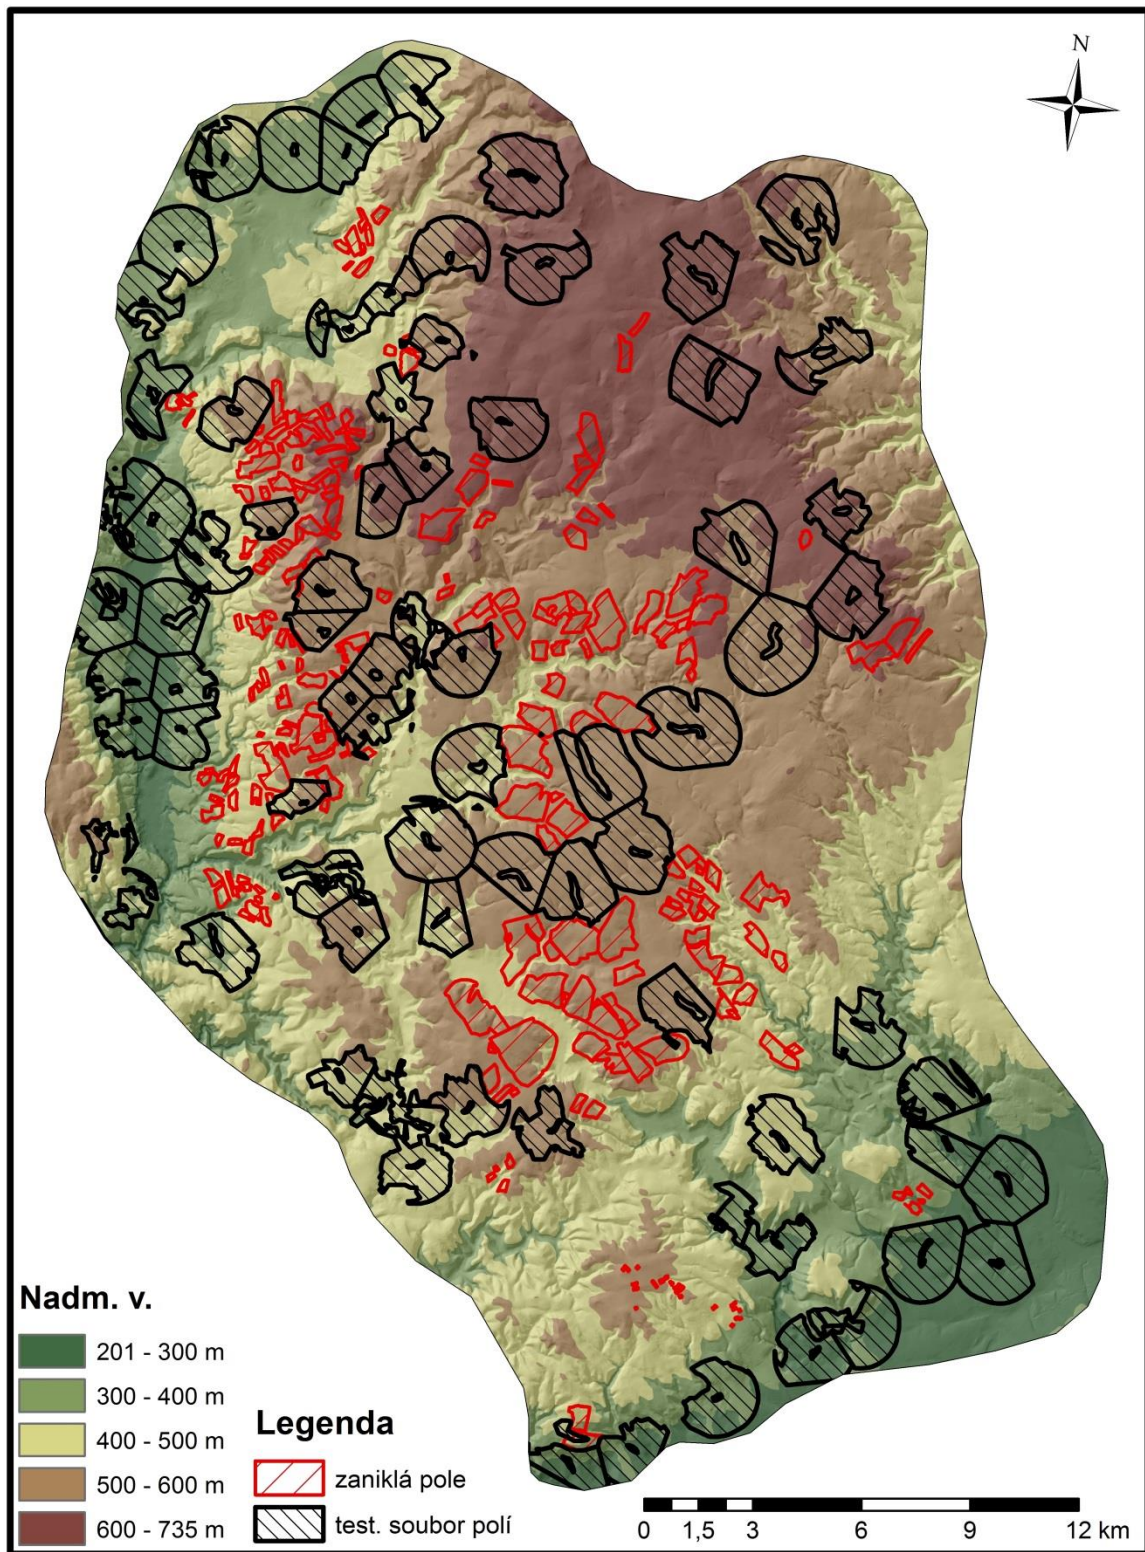 N
Nadm. v.
201 - 300 m
300 - 400 m
400 - 500 m
500 - 600 m
600 - 735 m
Legenda
zaniklá pole
test. soubor polí
0 1,5 3 6 9 12 km